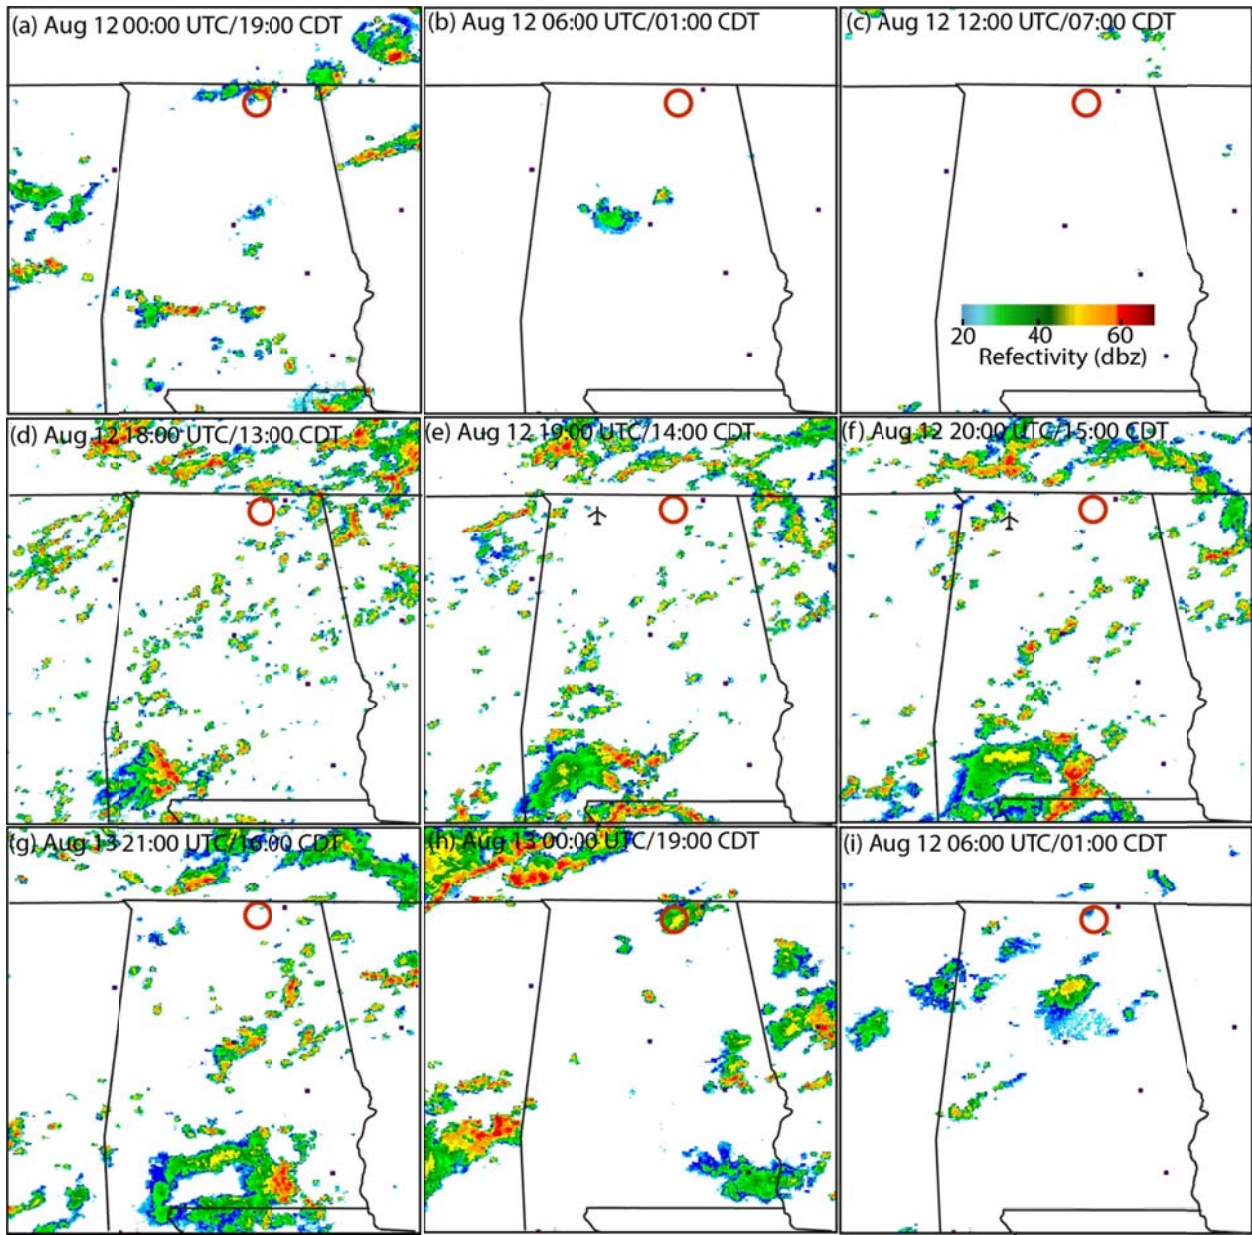 (a) Aug 12 00:00 UTC/19:00 CDT
(b) Aug 12 06:00 UTC/01:00 CDT
(c) Aug 12 12:00 UTC/07:00 CDT
20 40 60
Refectivity (dbz)
(d) Aug 12 18:00 UTC/13:00 CDT
(e) Aug 12 19:00 UTC/14:00 CDT
(f) Aug 12 20:00 UTC/15:00 CDT
(g) Aug 13 21:00 UTC/16:00 CDT
(h) Aug 13 00:00 UTC/19:00 CDT
(i) Aug 12 06:00 UTC/01:00 CDT